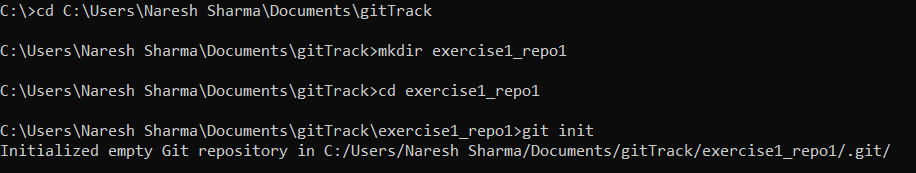 C:\>cd C:\Users\Naresh Sharma\Documents\gitTrack
C:\Users\Naresh Sharma\Documents\gitTrack>mkdir exercise1_repo1
C:\Users\Naresh Sharma\Documents\gitTrack>cd exercise1_repo1
C:\Users\Naresh Sharma\Documents\gitTrack\exercise1_repo1>git init
Initialized empty Git repository in C:/Users/Naresh Sharma/Documents/gitTrack/exercise1_repo1/.git/